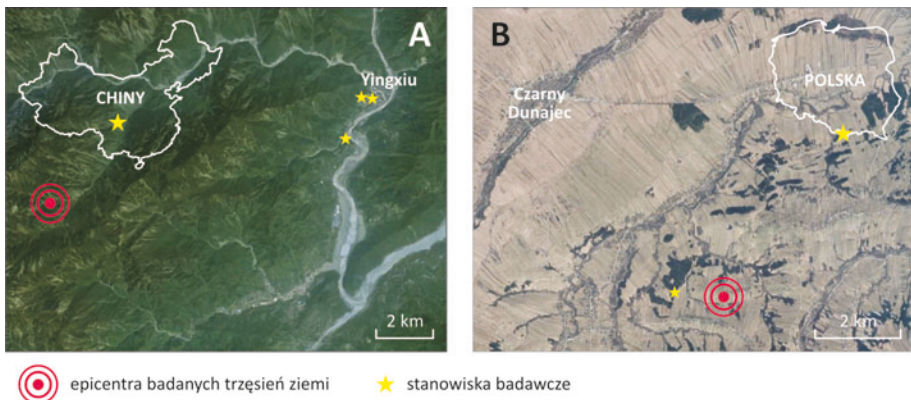 A
CHINY
Yingxiu
2 km
B
POLSKA
Czarny
Dunajec
2 km
epicentra badanych trzęsień ziemi
stanowiska badawcze